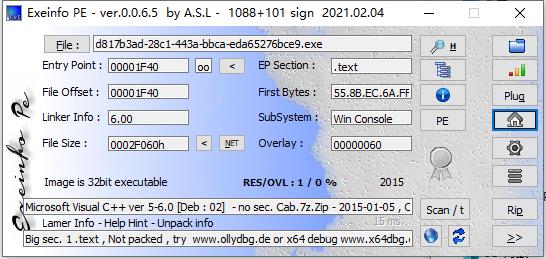 Exeinfo PE - ver.0.0.6.5 by A.S.L - 1088+101 sign 2021.02.04
File : d817b3ad-28c1-443a-bbca-eda65276bce9.exe H
Entry Point : 00001F40 oo < EP Section : .text
File Offset : 00001F40 First Bytes : 55.8B.EC.6A.FF Plug
Linker Info : 6.00 SubSystem : Win Console PE
File Size : 0002F060h < NET Overlay : 00000060
Image is 32bit executable RES/OVL : 1 / 0 % 2015
Exeinfo Pe
Microsoft Visual C++ ver 5-6.0 [Deb : 02] - no sec. Cab.7z.Zip - 2015-01-05 , C Scan / t Rip
Lamer Info - Help Hint - Unpack info 15 ms.
Big sec. 1 .text , Not packed , try www.ollydbg.de or x64 debug www.x64dbg. >>